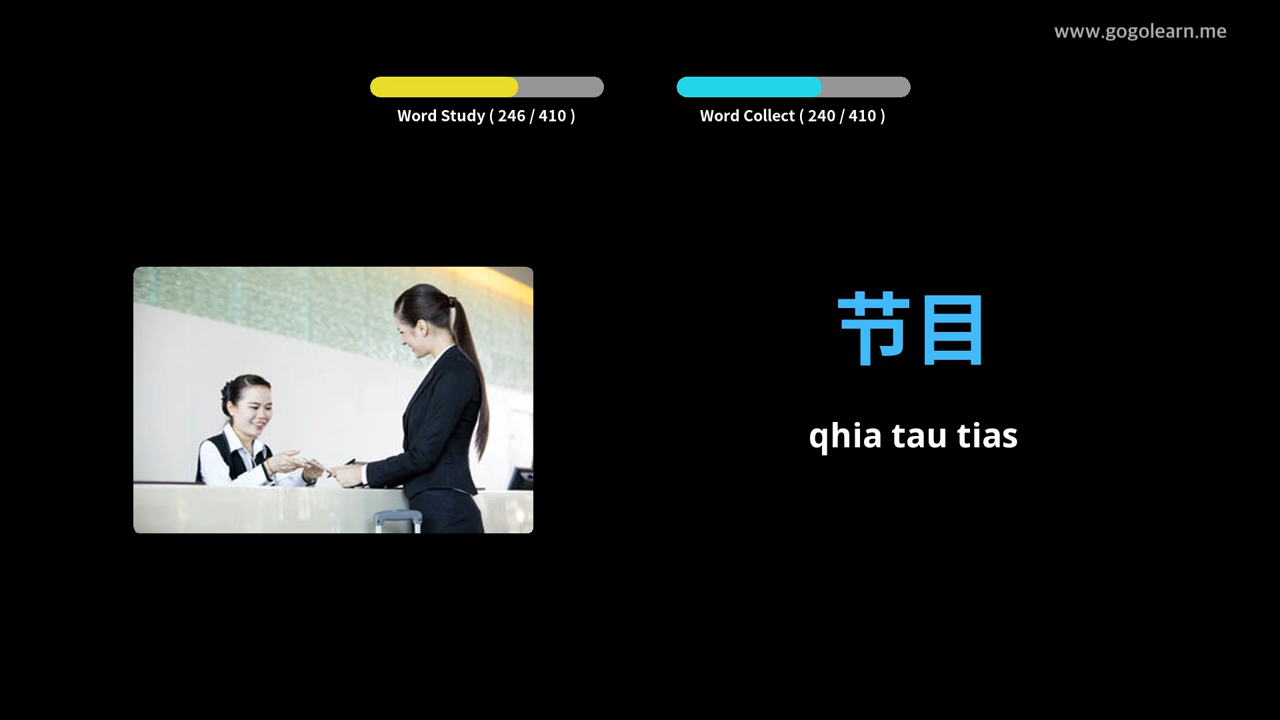 www.gogolearn.me
Word Study ( 246 / 410 )
Word Collect ( 240 / 410 )
节目
qhia tau tias